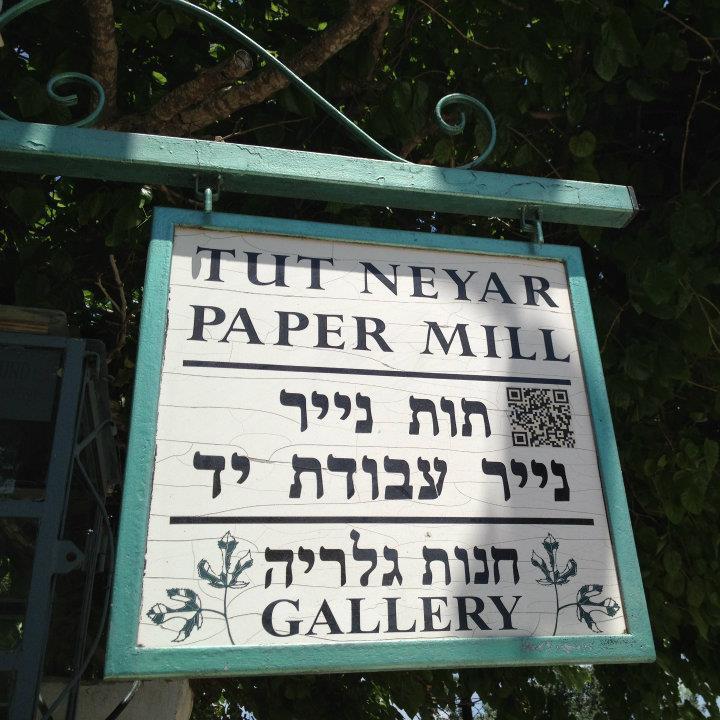 TUT NEYAR
PAPER MILL
תות נייר
נייר עבודת יד
חנות גלריה
GALLERY